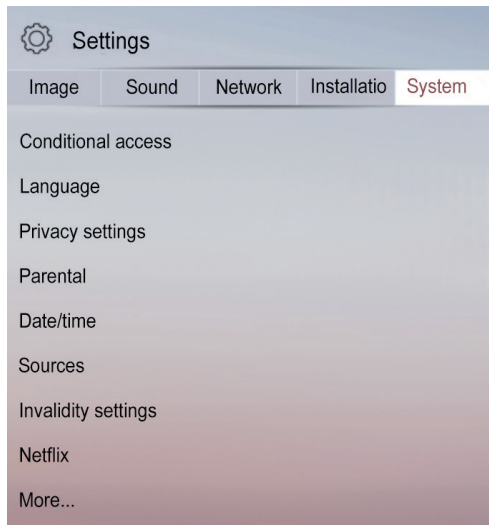 Settings
Image Sound Network Installatio System
Conditional access
Language
Privacy settings
Parental
Date/time
Sources
Invalidity settings
Netflix
More...